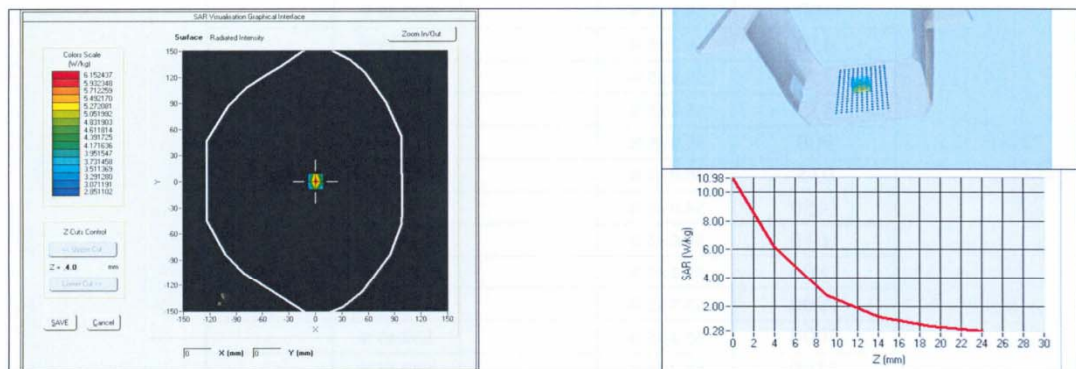 SAR Visualisation Graphical Interface
Surface Radiated Intensity
Zoom In/Out
Colors Scale
(W/kg)
6.152437
5.932348
5.712259
5.492170
5.272081
5.051992
4.831903
4.611814
4.391725
4.171636
3.951547
3.731458
3.511369
3.291280
3.071191
2.851102
Z-Cuts Control
<< Upper Cut
Z = 4.0 mm
Lower Cut >>
SAVE Cancel
150
120
90
60
30
0
-30
-60
-90
-120
-150
Y
-150 -120 -90 -60 -30 0 30 60 90 120 150
X
0 X (mm) 0 Y (mm)
10.98
10.00
8.00
6.00
4.00
2.00
0.28
SAR (W/kg)
0 2 4 6 8 10 12 14 16 18 20 22 24 26 28 30
Z (mm)